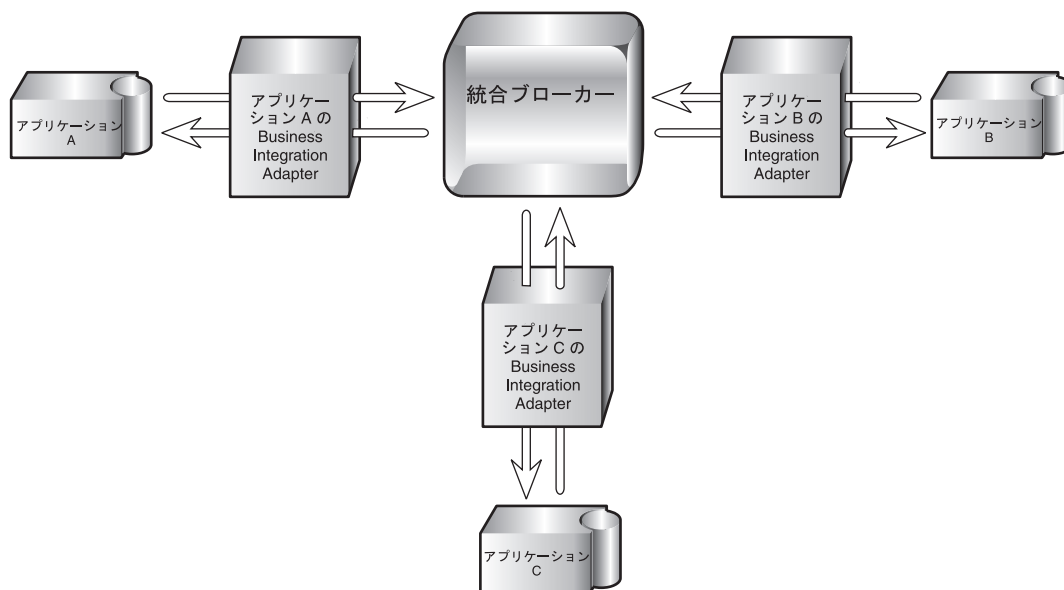 アプリケーション
A
アプリケー
ション A の
Business
Integration
Adapter
統合ブローカー
アプリケー
ション B の
Business
Integration
Adapter
アプリケーション
B
アプリケー
ション C の
Business
Integration
Adapter
アプリケーション
C